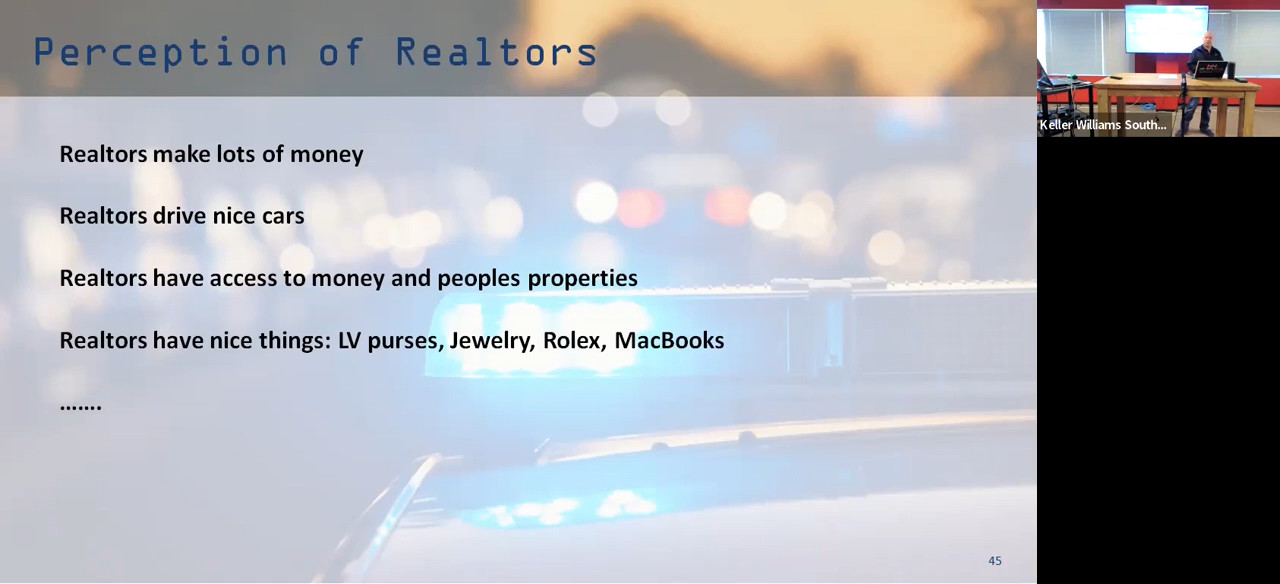 Perception of Realtors
Realtors make lots of money
Realtors drive nice cars
Realtors have access to money and peoples properties
Realtors have nice things: LV purses, Jewelry, Rolex, MacBooks
.......
45
Keller Williams South...